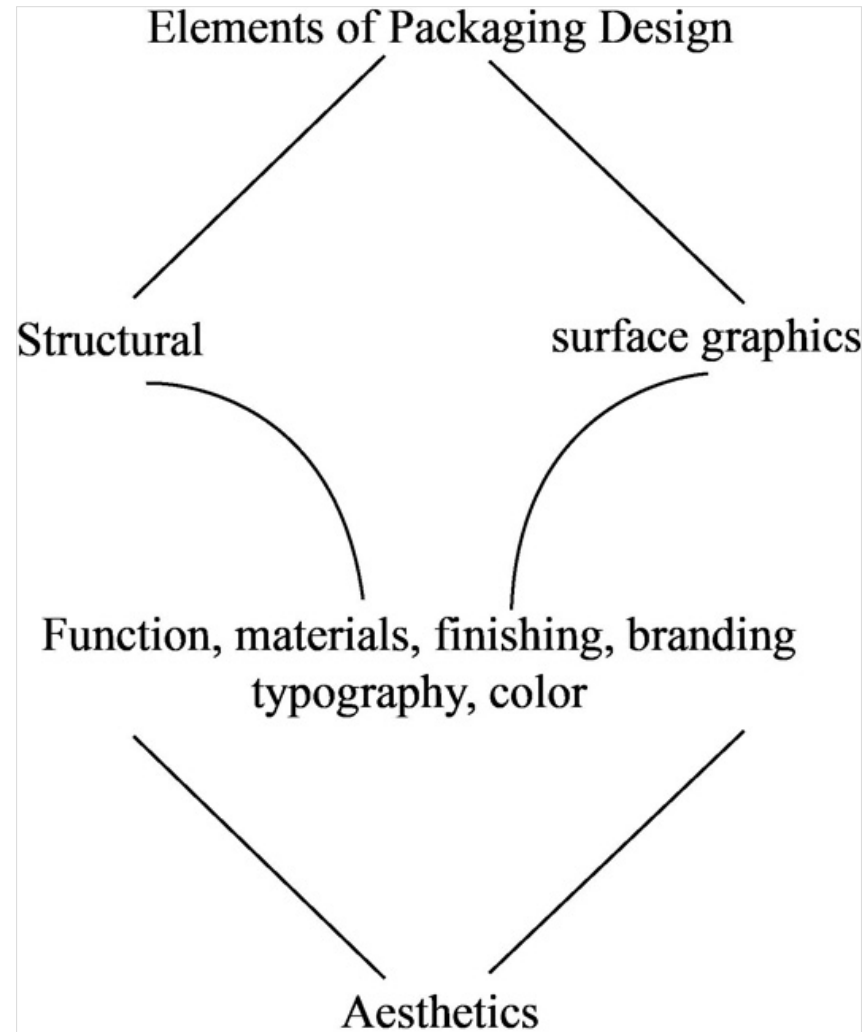 Elements of Packaging Design
Structural
surface graphics
Function, materials, finishing, branding
typography, color
Aesthetics